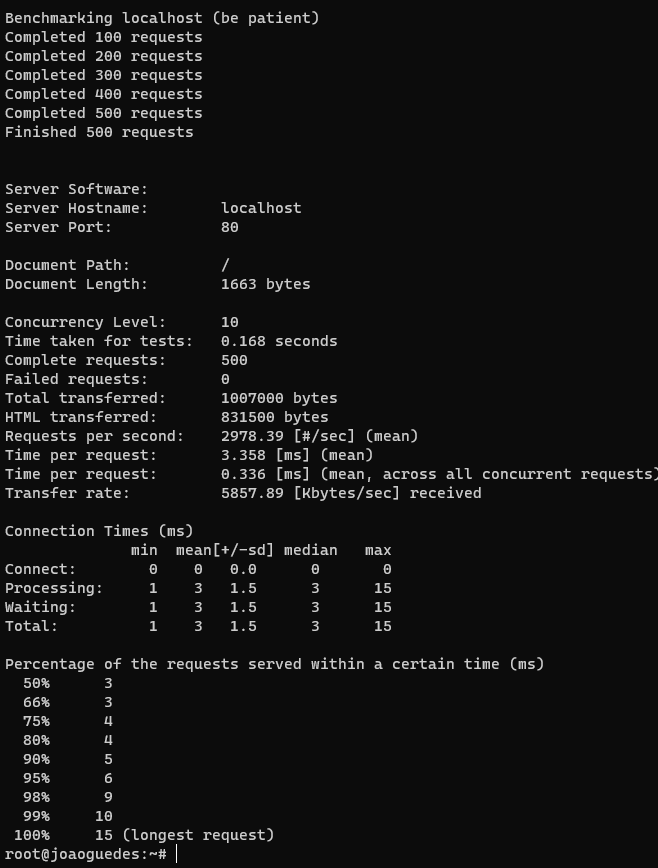 Benchmarking localhost (be patient)
Completed 100 requests
Completed 200 requests
Completed 300 requests
Completed 400 requests
Completed 500 requests
Finished 500 requests
Server Software:
Server Hostname:        localhost
Server Port:            80
Document Path:          /
Document Length:        1663 bytes
Concurrency Level:      10
Time taken for tests:   0.168 seconds
Complete requests:      500
Failed requests:        0
Total transferred:      1007000 bytes
HTML transferred:       831500 bytes
Requests per second:    2978.39 [#/sec] (mean)
Time per request:       3.358 [ms] (mean)
Time per request:       0.336 [ms] (mean, across all concurrent requests)
Transfer rate:          5857.89 [Kbytes/sec] received
Connection Times (ms)
              min  mean[+/-sd] median   max
Connect:        0    0   0.0      0       0
Processing:     1    3   1.5      3      15
Waiting:        1    3   1.5      3      15
Total:          1    3   1.5      3      15
Percentage of the requests served within a certain time (ms)
  50%      3
  66%      3
  75%      4
  80%      4
  90%      5
  95%      6
  98%      9
  99%     10
 100%     15 (longest request)
root@joaoguedes:~#